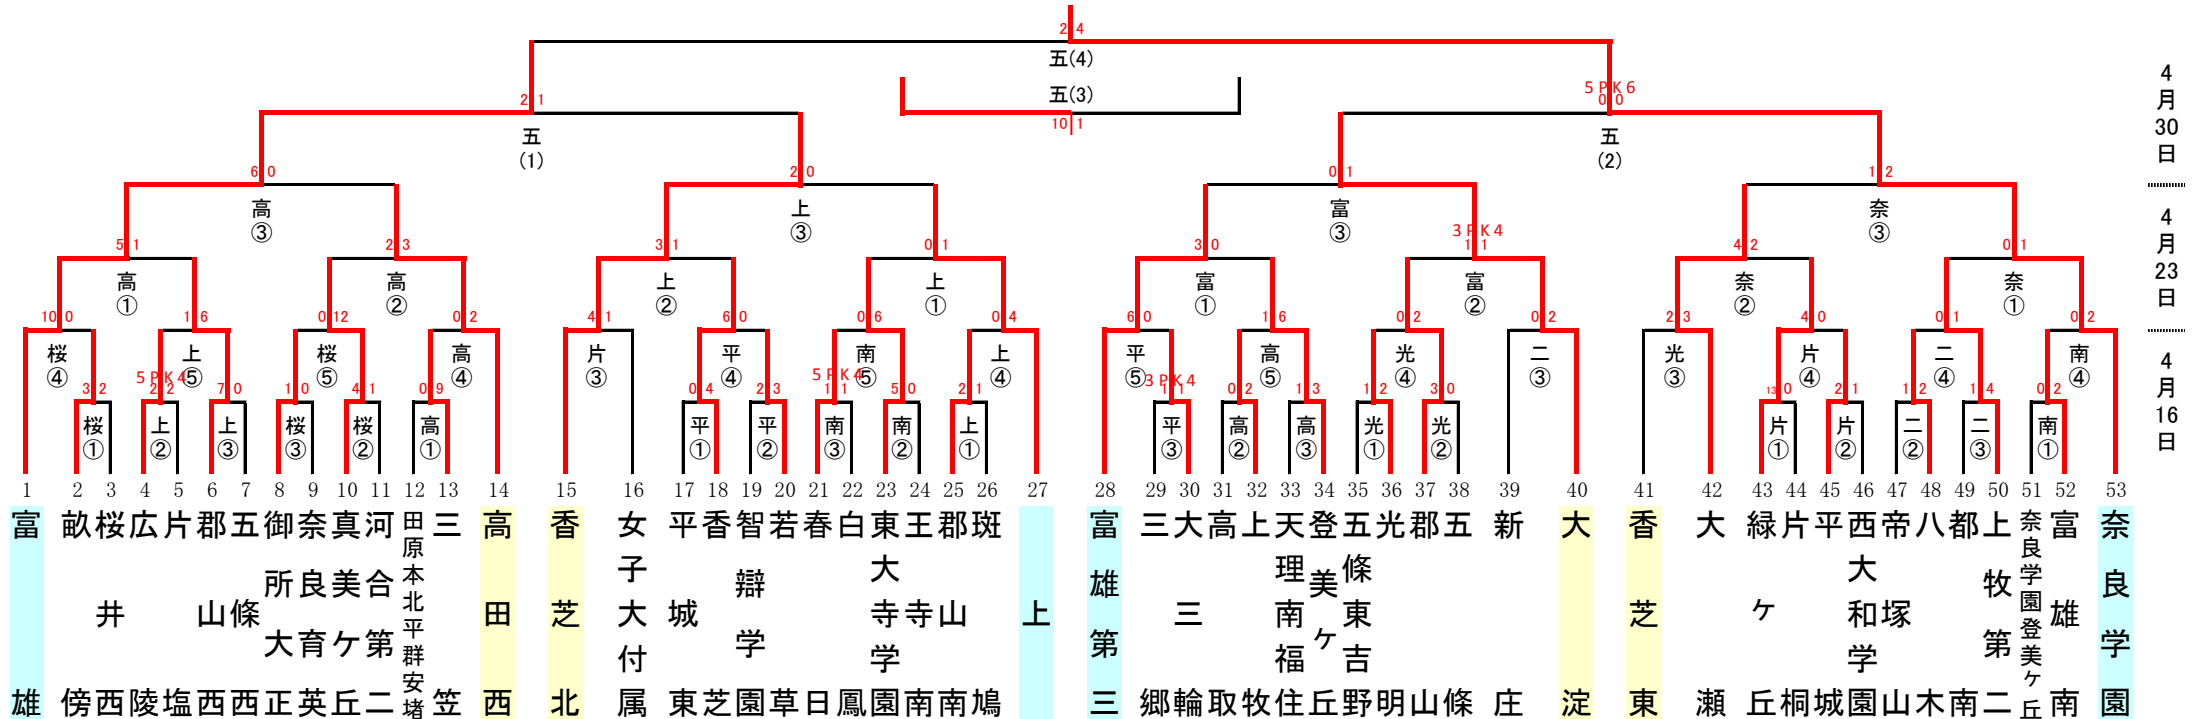 2 4
五(4)
五(3)
10 1
2 1
五
(1)
5 P K 6
0 0
五
(2)
4月30日
6 0
高③
2 0
上③
0 1
富③
1 2
奈③
4月23日
5 1
高①
2 3
高②
3 1
上②
0 1
上①
3 0
富①
3 P K 4
1 1
富②
4 2
奈②
0 1
奈①
10 0
桜④
1 6
上⑤
0 12
桜⑤
0 2
高④
4 1
片③
6 0
平④
0 6
南⑤
0 4
上④
6 0
平⑤
1 6
高⑤
0 2
光④
0 2
二③
2 3
光③
4 0
片④
0 1
二④
0 2
南④
4月16日
3 2
桜①
5 P K 4
2 2
上②
7 0
上③
1 0
桜③
4 1
桜②
0 9
高①
0 4
平①
2 3
平②
5 P K 4
1 1
南③
5 0
南②
2 1
上①
3 P K 4
1 1
平③
0 2
高②
1 3
高③
1 2
光①
3 0
光②
13 0
片①
2 1
片②
1 2
二②
1 4
二③
0 2
南①
1 2 3 4 5 6 7 8 9 10 11 12 13 14 15 16 17 18 19 20 21 22 23 24 25 26 27 28 29 30 31 32 33 34 35 36 37 38 39 40 41 42 43 44 45 46 47 48 49 50 51 52 53
富雄
畝傍
桜井西
広陵
片塩
郡山西
五條西
御所大正
奈良育英
真美ケ丘
河合第二
田原本北平群安堵
三笠
高田西
香芝北
女子大付属
平城東
香芝
智辯学園
若草
春日
白鳳
東大寺学園
王寺南
郡山南
斑鳩
上
富雄第三
三郷
大三輪
高取
上牧
天理南福住
登美ケ丘
五條東吉野
光明
郡山
五條
新庄
大淀
香芝東
大瀬
緑ケ丘
片桐
平城
西大和学園
帝塚山
八木
都南
上牧第二
奈良学園登美ケ丘
富雄南
奈良学園